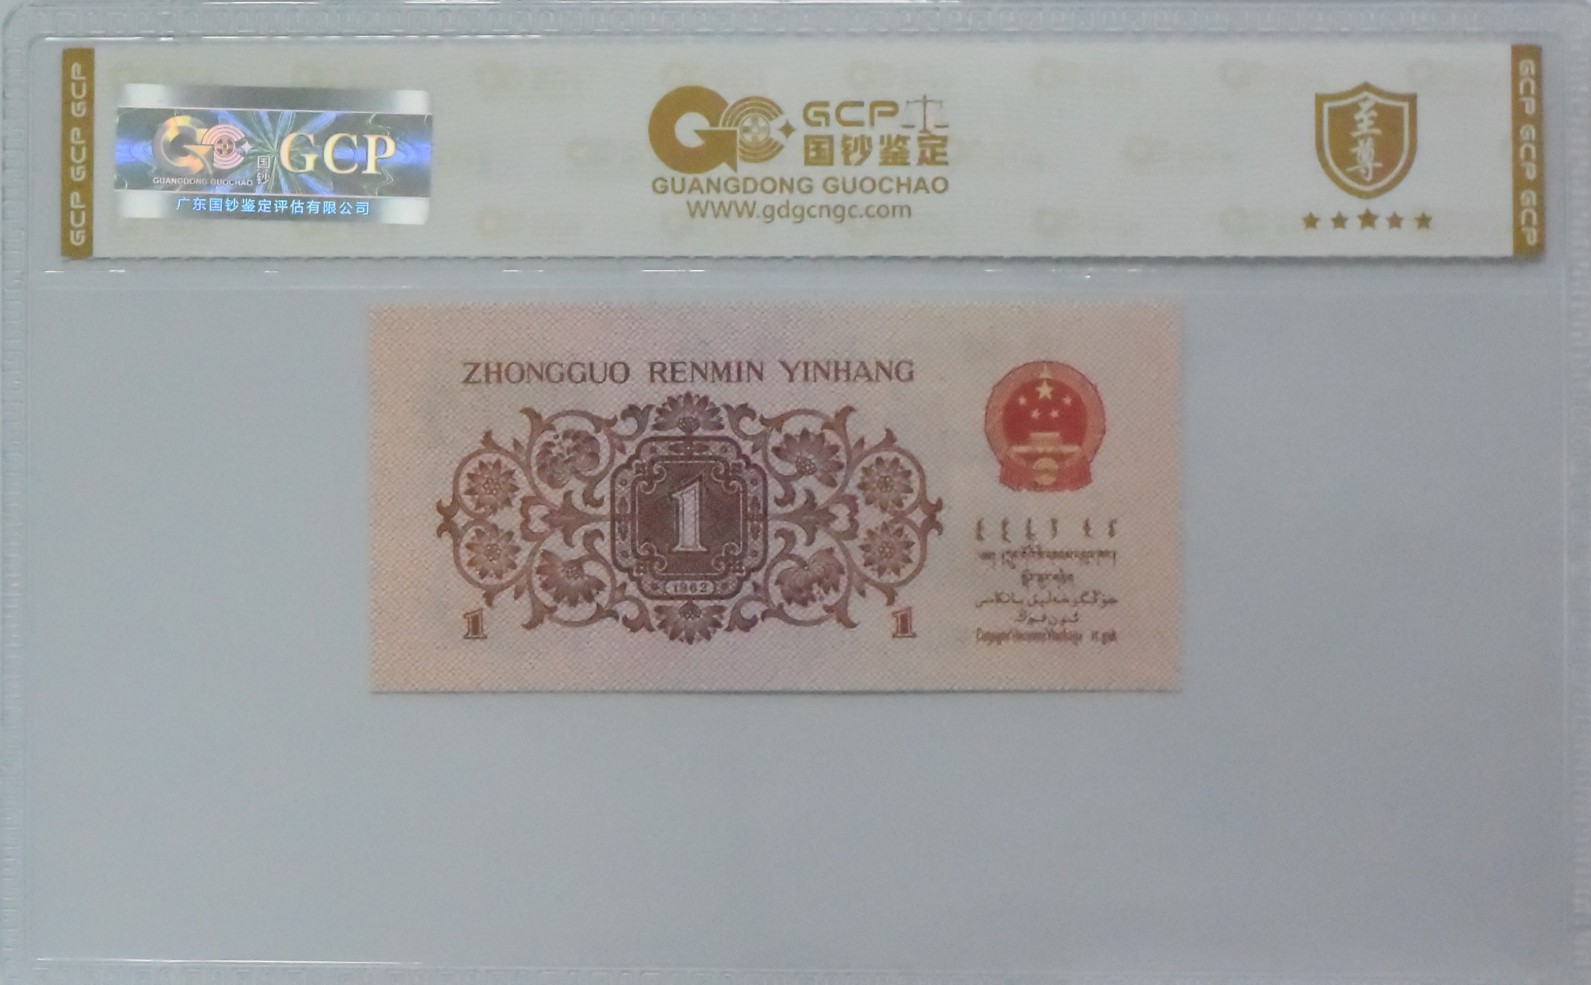 GCP GCP GCP
GC 国钞 GCP
GUANGDONG GUOCHAO
广东国钞鉴定评估有限公司
GC GCP
国钞鉴定
GUANGDONG GUOCHAO
WWW.gdgcngc.com
至尊
GCP GCP GCP
ZHONGGUO RENMIN YINHANG
1
1962
1 1